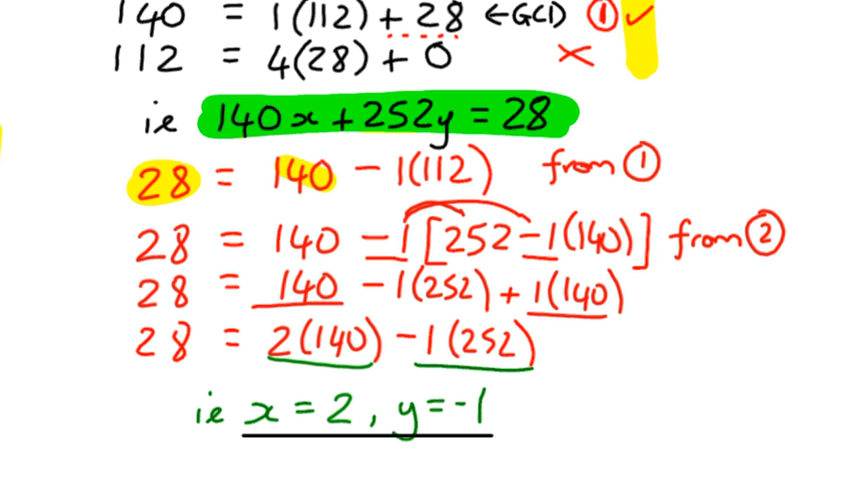 140 = 1(112) + 28 ← GCD ① ✓
112 = 4(28) + 0 ✗
ie 140x + 252y = 28
28 = 140 - 1(112) from ①
28 = 140 - 1[252 - 1(140)] from ②
28 = 140 - 1(252) + 1(140)
28 = 2(140) - 1(252)
ie x = 2, y = -1